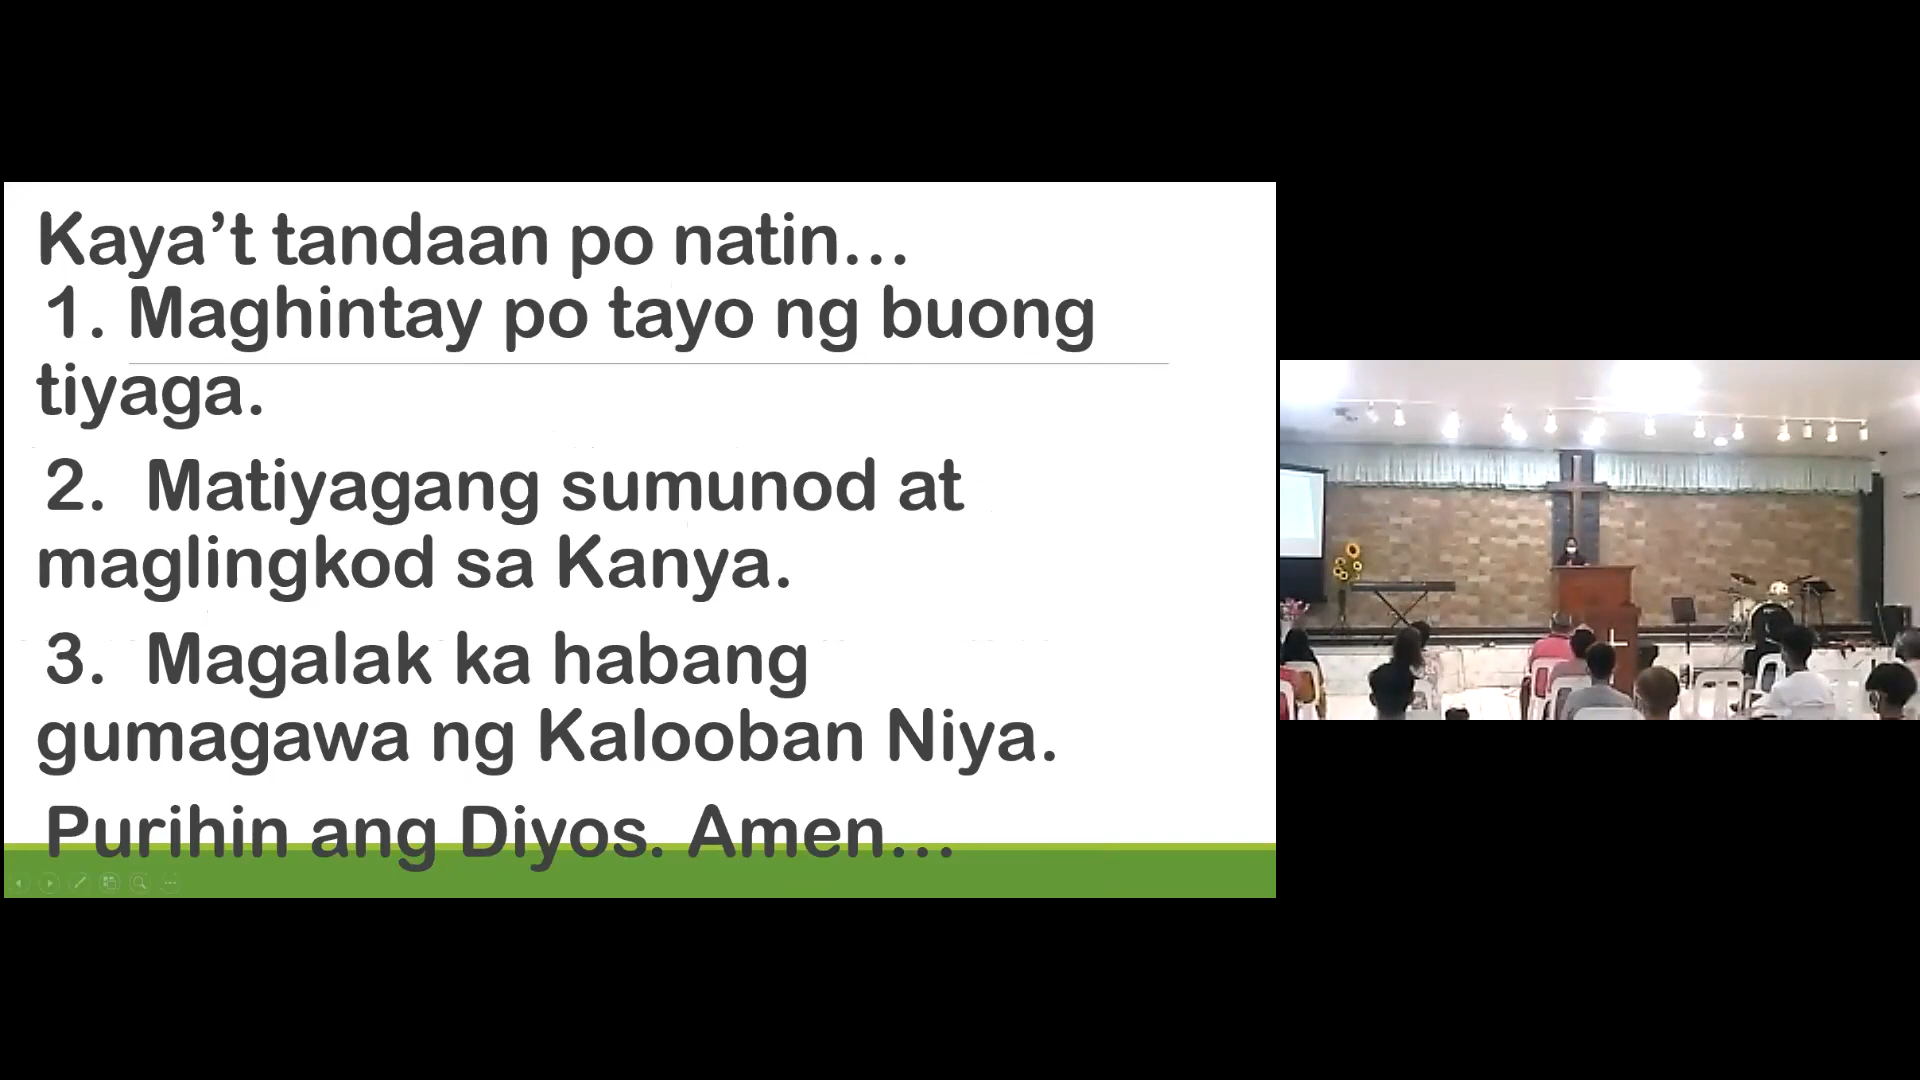 Kaya’t tandaan po natin…
1. Maghintay po tayo ng buong
tiyaga.
2. Matiyagang sumunod at
maglingkod sa Kanya.
3. Magalak ka habang
gumagawa ng Kalooban Niya.
Purihin ang Diyos. Amen…